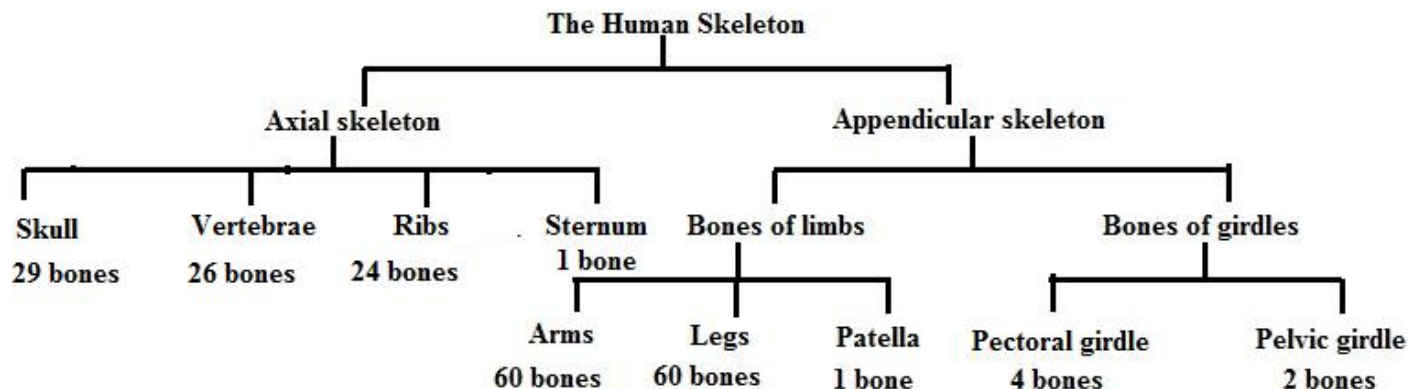 The Human Skeleton
Axial skeleton
Appendicular skeleton
Skull
29 bones
Vertebrae
26 bones
Ribs
24 bones
Sternum
1 bone
Bones of limbs
Bones of girdles
Arms
60 bones
Legs
60 bones
Patella
1 bone
Pectoral girdle
4 bones
Pelvic girdle
2 bones